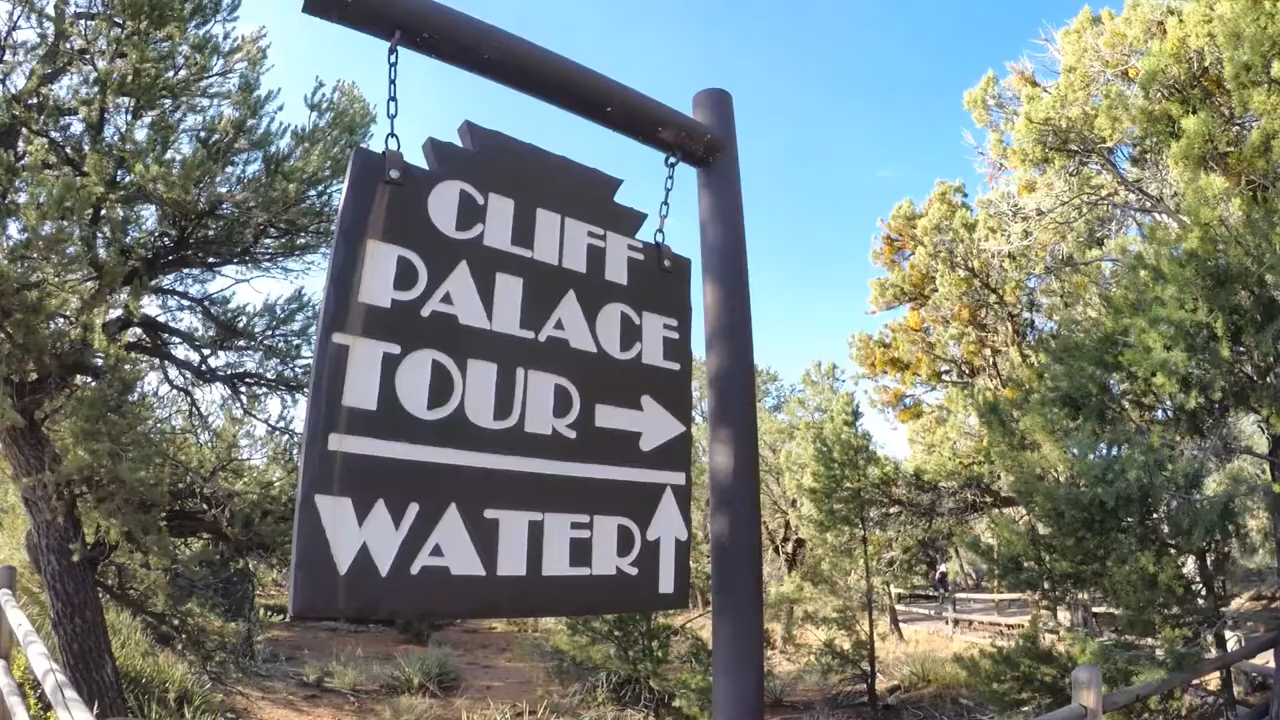 CLIFF
PALACE
TOUR →
WATER ↑